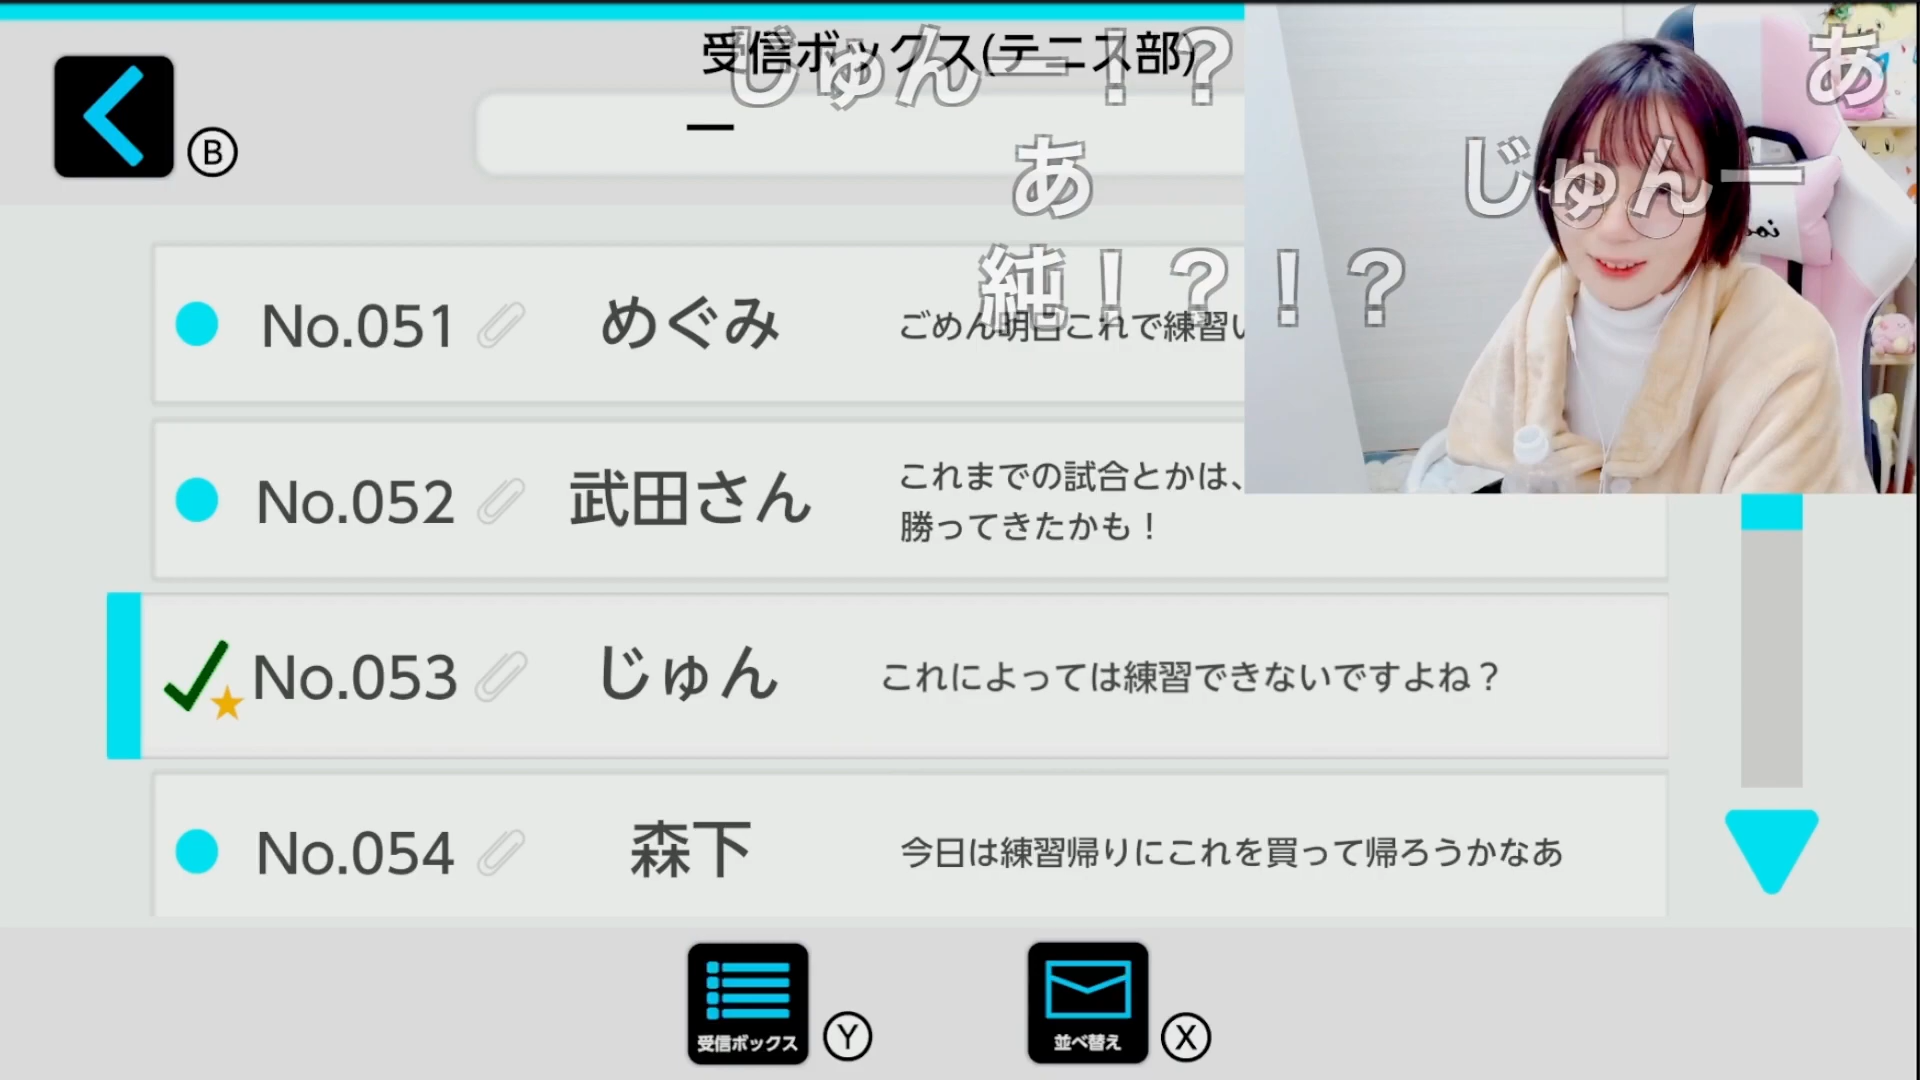 受信ボックス(テニス部)
じゅんー！？
あ
B
ー
あ
じゅんー
純！？！？
No.051
めぐみ
ごめん明日これで練習い
No.052
武田さん
これまでの試合とかは、
勝ってきたかも！
No.053
じゅん
これによっては練習できないですよね？
No.054
森下
今日は練習帰りにこれを買って帰ろうかなあ
受信ボックス
Y
並べ替え
X